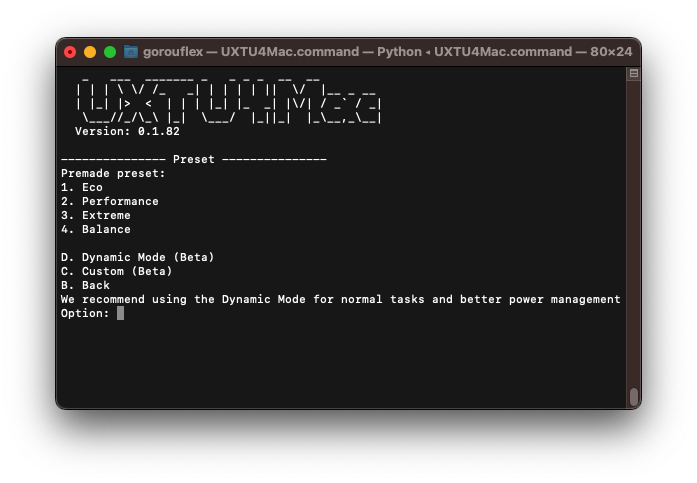 gorouflex — UXTU4Mac.command — Python ◂ UXTU4Mac.command — 80×24
UXTU4Mac
Version: 0.1.82
─────────────── Preset ───────────────
Premade preset:
1. Eco
2. Performance
3. Extreme
4. Balance
D. Dynamic Mode (Beta)
C. Custom (Beta)
B. Back
We recommend using the Dynamic Mode for normal tasks and better power management
Option: